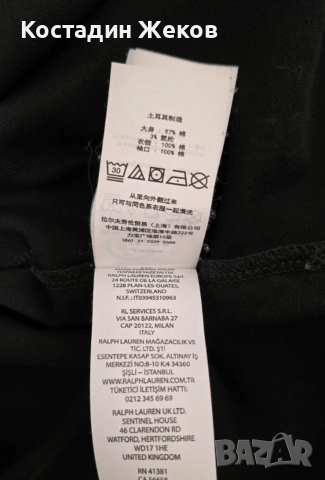 Костадин Жеков
土耳其制造
大身： 97% 棉
3% 氨纶
衣领： 100% 棉
袖口： 100% 棉
30
从里向外翻过来
只可与同色系衣服一起清洗
拉尔夫劳伦贸易（上海）有限公司
RALPH LAUREN EUROPE Sàrl
24 ROUTE DE LA GALAISE,
1228 PLAN-LES-OUATES,
SWITZERLAND
N.I.F.: IT03945310963
RL SERVICES S.R.L.
VIA SAN BARNABA 27
CAP 20122, MILAN
ITALY
RALPH LAUREN MAĞAZACILIK VE
TİC. LTD. ŞTİ.
ESENTEPE KASAP SOK. ALTINAY İŞ
MERKEZİ NO:8-10 K:4 34360
ŞİŞLİ – İSTANBUL
WWW.RALPHLAUREN.COM.TR
TÜKETİCİ İLETİŞİM HATTI
0212 345 69 69
RALPH LAUREN UK LTD.
SENTINEL HOUSE
46 CLARENDON RD
WATFORD, HERTFORDSHIRE
WD17 1HE
UNITED KINGDOM
RN 41381
bazar